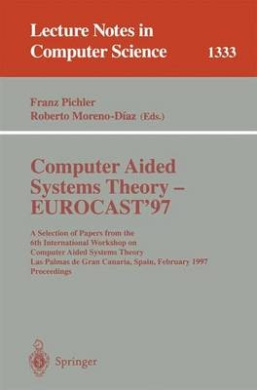 Lecture Notes in
Computer Science 1333
Franz Pichler
Roberto Moreno-Díaz (Eds.)
Computer Aided
Systems Theory –
EUROCAST'97
A Selection of Papers from the
6th International Workshop on
Computer Aided Systems Theory
Las Palmas de Gran Canaria, Spain, February 1997
Proceedings
Springer